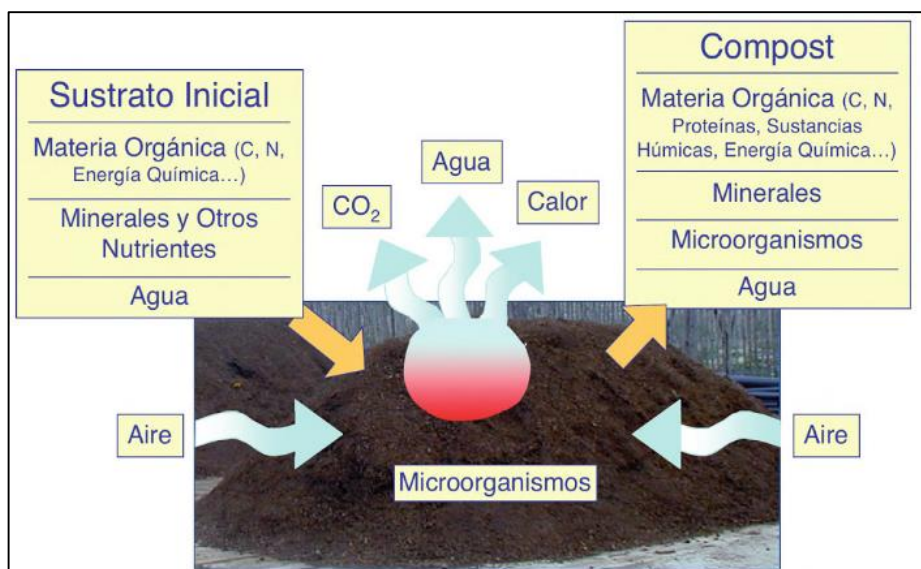 Sustrato Inicial
Materia Orgánica (C, N,
Energía Química…)
Minerales y Otros
Nutrientes
Agua
CO₂
Agua
Calor
Compost
Materia Orgánica (C, N,
Proteínas, Sustancias
Húmicas, Energía Química…)
Minerales
Microorganismos
Agua
Aire
Aire
Microorganismos